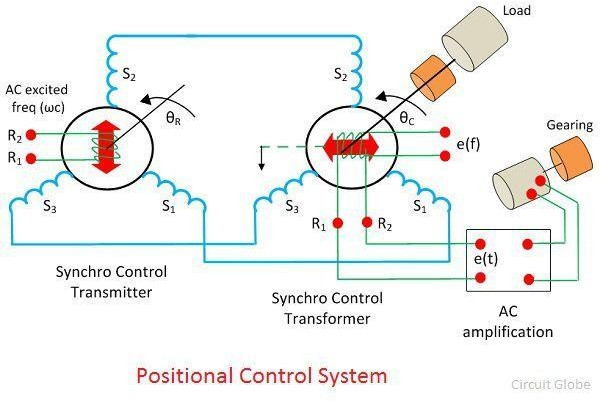 Load
S2
S2
AC excited
freq (ωc)
θR
θC
Gearing
R2
R1
e(f)
S3
S1
S3
S1
R1
R2
e(t)
Synchro Control
Transmitter
Synchro Control
Transformer
AC
amplification
Positional Control System
Circuit Globe